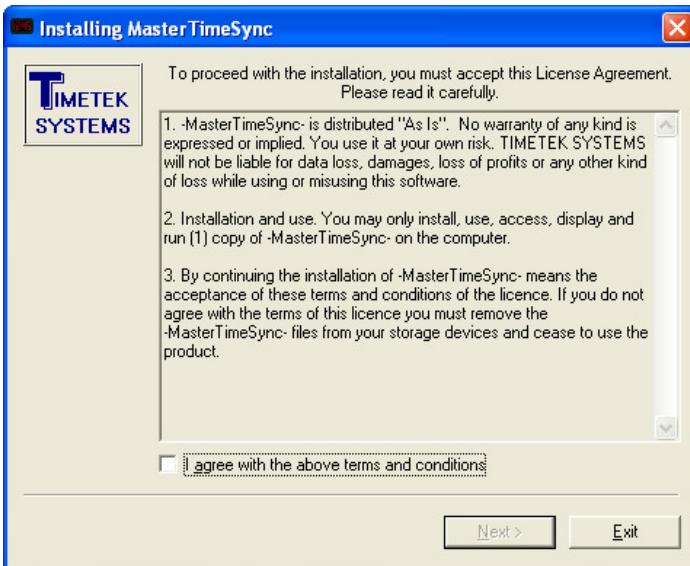 Installing MasterTimeSync
TIMETEK
SYSTEMS
To proceed with the installation, you must accept this License Agreement.
Please read it carefully.
1. -MasterTimeSync- is distributed "As Is".  No warranty of any kind is
expressed or implied. You use it at your own risk. TIMETEK SYSTEMS
will not be liable for data loss, damages, loss of profits or any other kind
of loss while using or misusing this software.
2. Installation and use. You may only install, use, access, display and
run (1) copy of -MasterTimeSync- on the computer.
3. By continuing the installation of -MasterTimeSync- means the
acceptance of these terms and conditions of the licence. If you do not
agree with the terms of this licence you must remove the
-MasterTimeSync- files from your storage devices and cease to use the
product.
I agree with the above terms and conditions
Next >
Exit